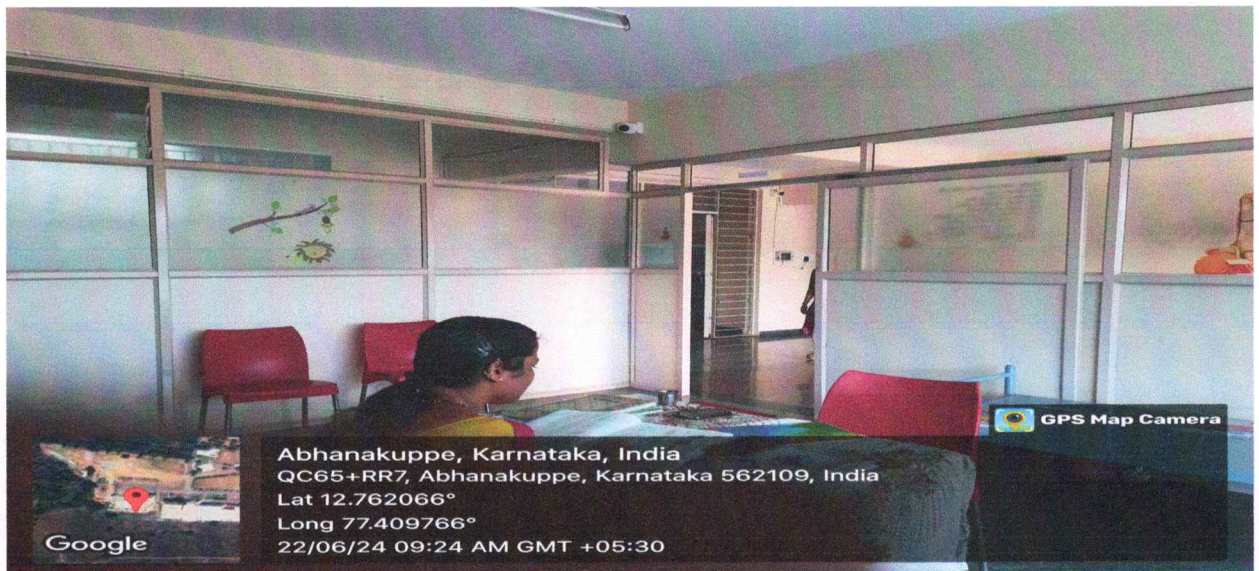 GPS Map Camera
Abhanakuppe, Karnataka, India
QC65+RR7, Abhanakuppe, Karnataka 562109, India
Lat 12.762066°
Long 77.409766°
22/06/24 09:24 AM GMT +05:30
Google